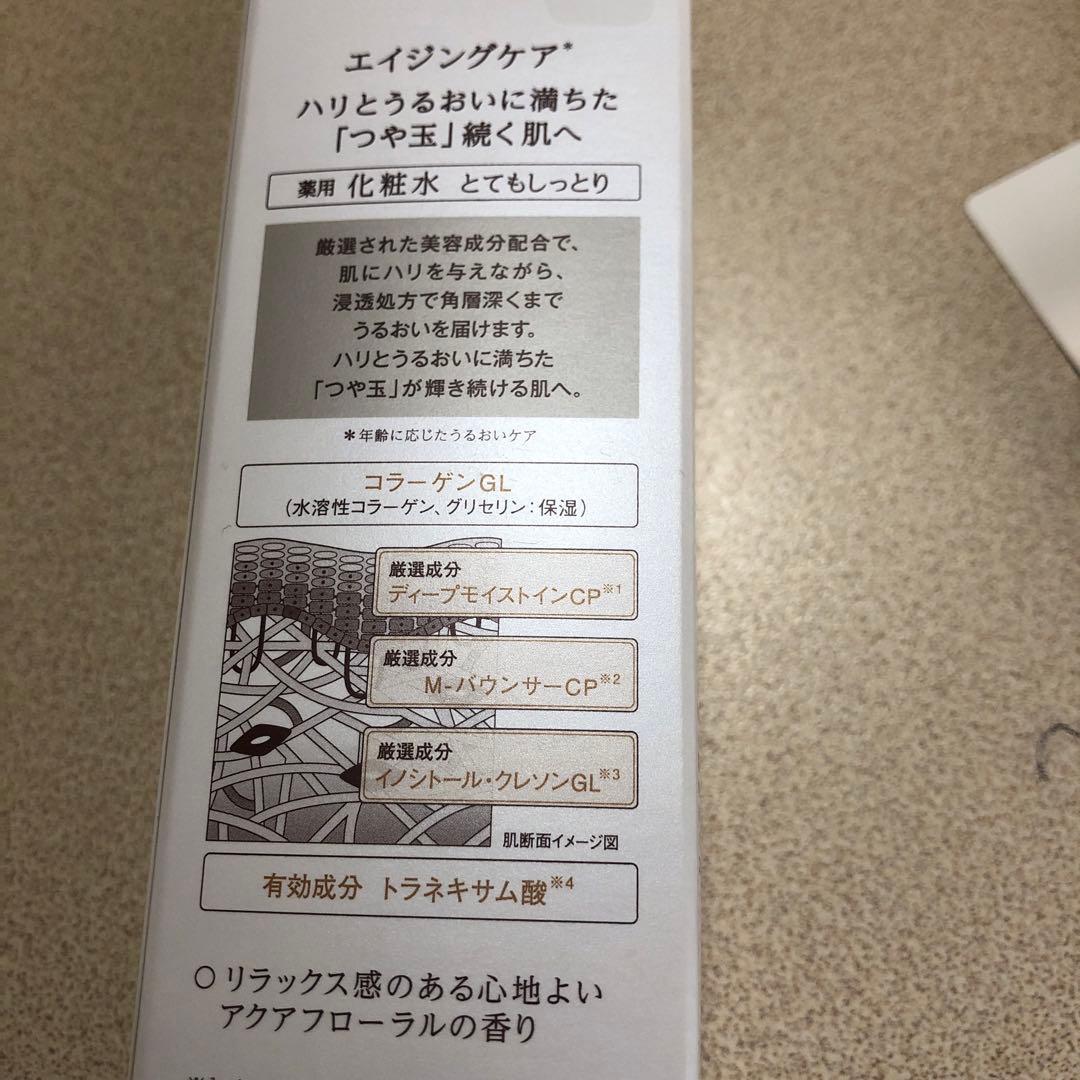 エイジングケア*
ハリとうるおいに満ちた
「つや玉」続く肌へ
薬用 化粧水 とてもしっとり
厳選された美容成分配合で、
肌にハリを与えながら、
浸透処方で角層深くまで
うるおいを届けます。
ハリとうるおいに満ちた
「つや玉」が輝き続ける肌へ。
*年齢に応じたうるおいケア
コラーゲンGL
(水溶性コラーゲン、グリセリン:保湿)
厳選成分
ディープモイストインCP※1
厳選成分
M-バウンサーCP※2
厳選成分
イノシトール・クレソンGL※3
肌断面イメージ図
有効成分 トラネキサム酸※4
○リラックス感のある心地よい
アクアフローラルの香り